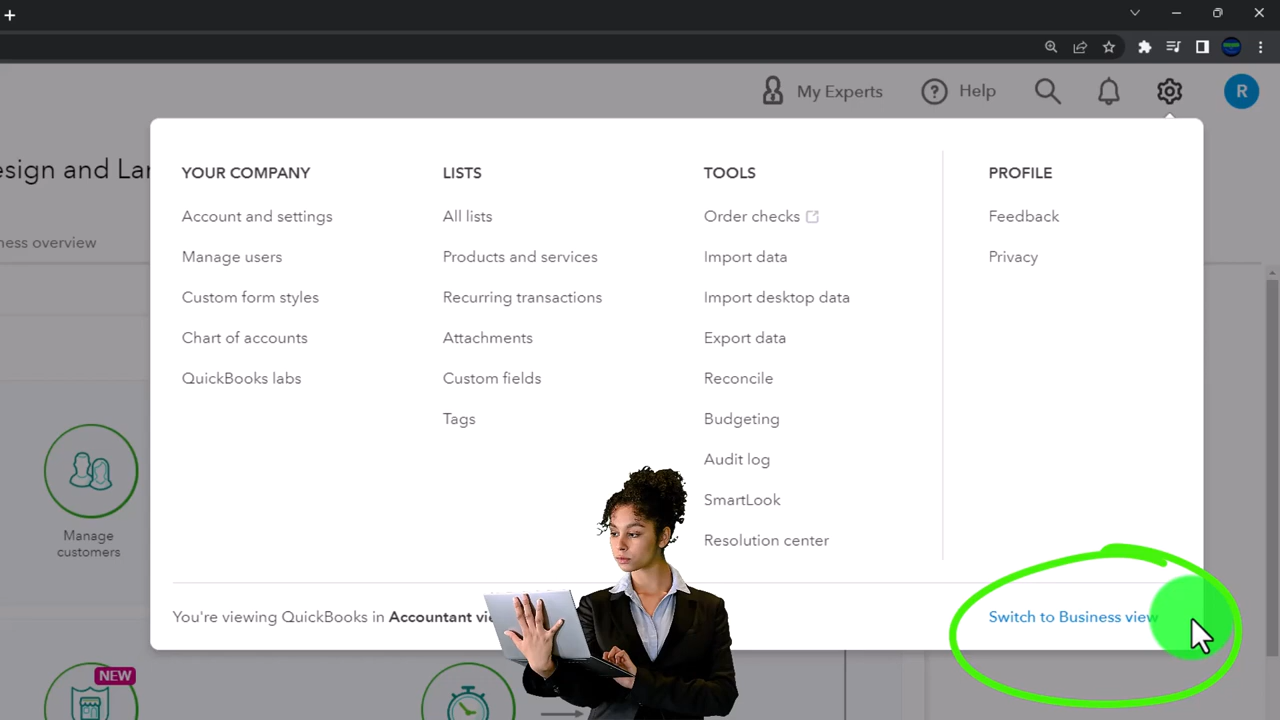 My Experts
Help
R
esign and Lar
ness overview
YOUR COMPANY
Account and settings
Manage users
Custom form styles
Chart of accounts
QuickBooks labs
LISTS
All lists
Products and services
Recurring transactions
Attachments
Custom fields
Tags
TOOLS
Order checks
Import data
Import desktop data
Export data
Reconcile
Budgeting
Audit log
SmartLook
Resolution center
PROFILE
Feedback
Privacy
Manage
customers
You're viewing QuickBooks in Accountant vie
Switch to Business view
NEW